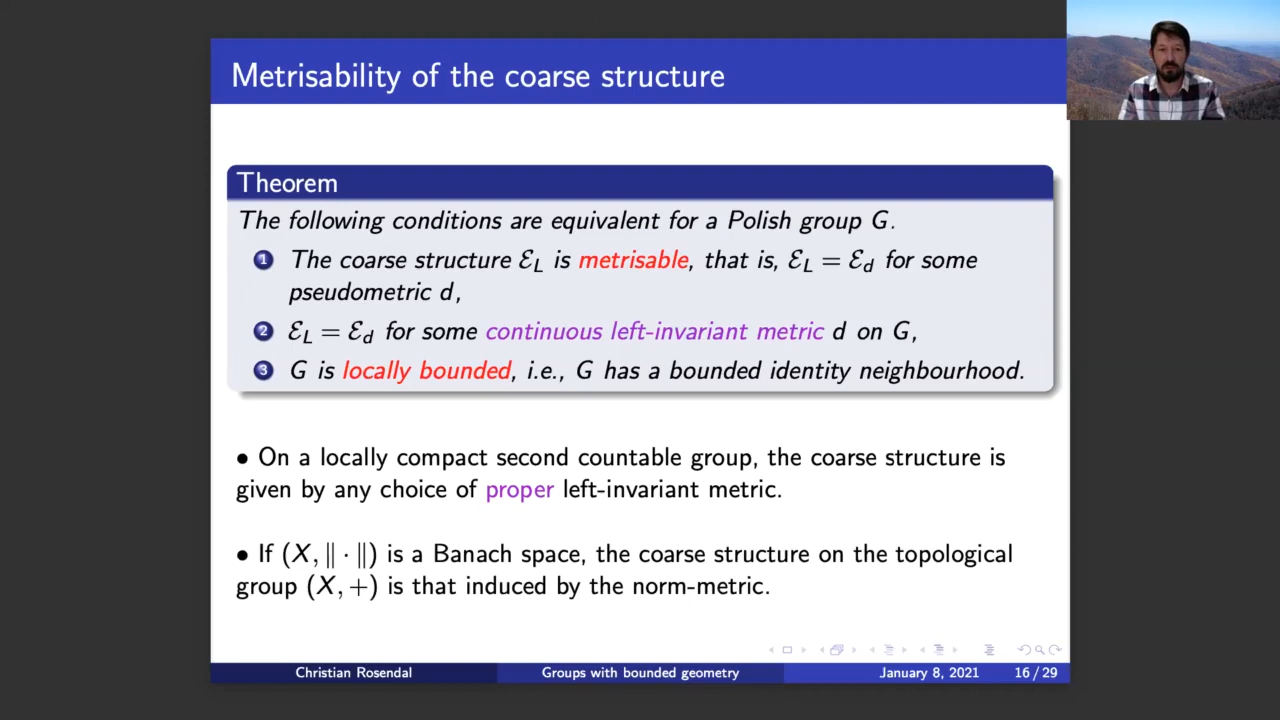 Metrisability of the coarse structure
Theorem
The following conditions are equivalent for a Polish group G.
1 The coarse structure ℰ_L is metrisable, that is, ℰ_L = ℰ_d for some
pseudometric d,
2 ℰ_L = ℰ_d for some continuous left-invariant metric d on G,
3 G is locally bounded, i.e., G has a bounded identity neighbourhood.
• On a locally compact second countable group, the coarse structure is
given by any choice of proper left-invariant metric.
• If (X, ‖ · ‖) is a Banach space, the coarse structure on the topological
group (X, +) is that induced by the norm-metric.
Christian Rosendal Groups with bounded geometry January 8, 2021 16 / 29